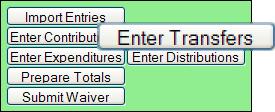 Import Entries
Enter Contribut
Enter Transfers
Enter Expenditures Enter Distributions
Prepare Totals
Submit Waiver